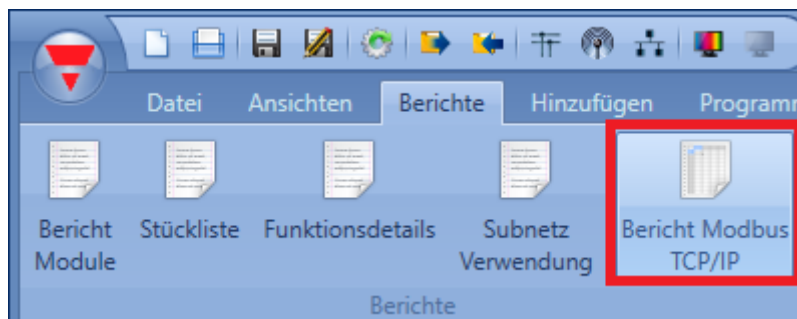 Datei Ansichten Berichte Hinzufügen Programm
Bericht Module
Stückliste
Funktionsdetails
Subnetz Verwendung
Bericht Modbus TCP/IP
Berichte